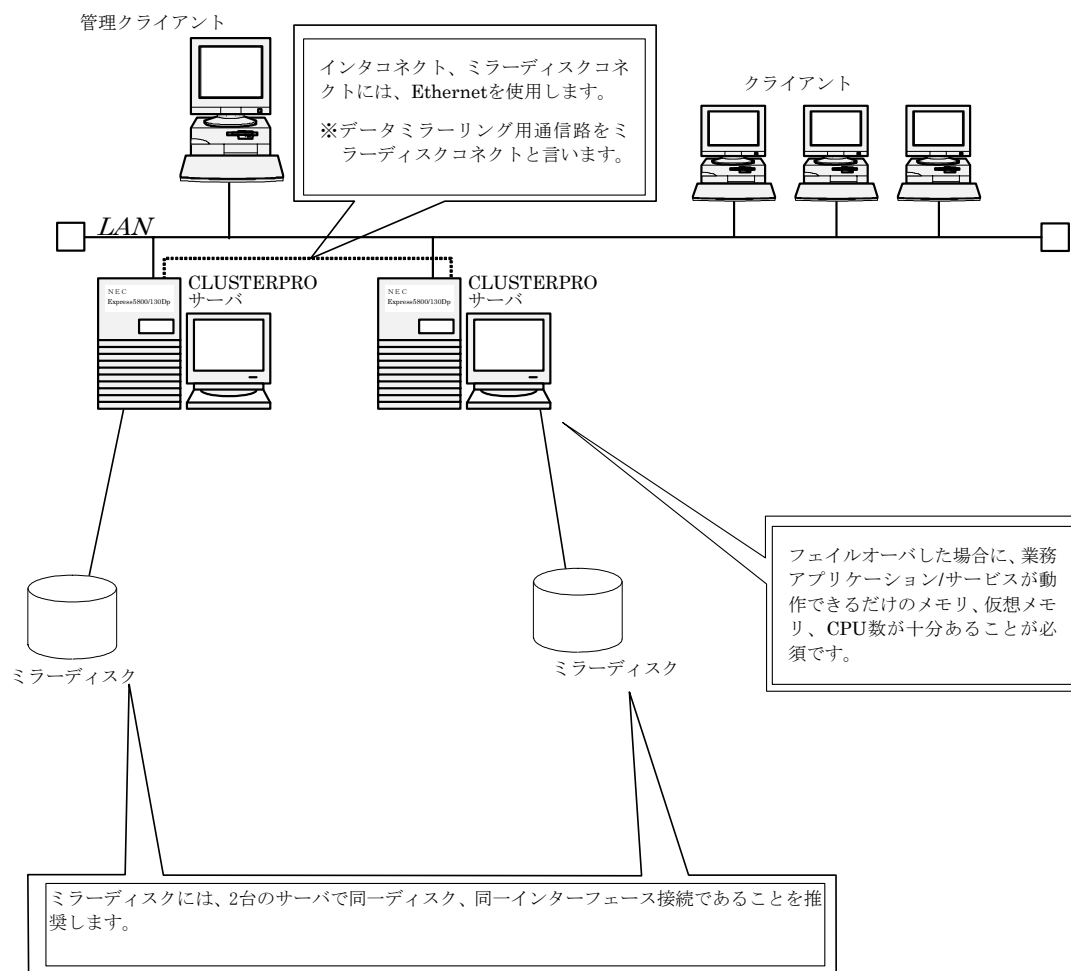 管理クライアント
インタコネクト、ミラーディスクコネ
クトには、Ethernetを使用します。
※データミラーリング用通信路をミ
ラーディスクコネクトと言います。
クライアント
LAN
NEC
Express5800/130Dp
CLUSTERPRO
サーバ
NEC
Express5800/130Dp
CLUSTERPRO
サーバ
フェイルオーバした場合に、業務
アプリケーション/サービスが動
作できるだけのメモリ、仮想メモ
リ、CPU数が十分あることが必
須です。
ミラーディスク
ミラーディスク
ミラーディスクには、2台のサーバで同一ディスク、同一インターフェース接続であることを推
奨します。